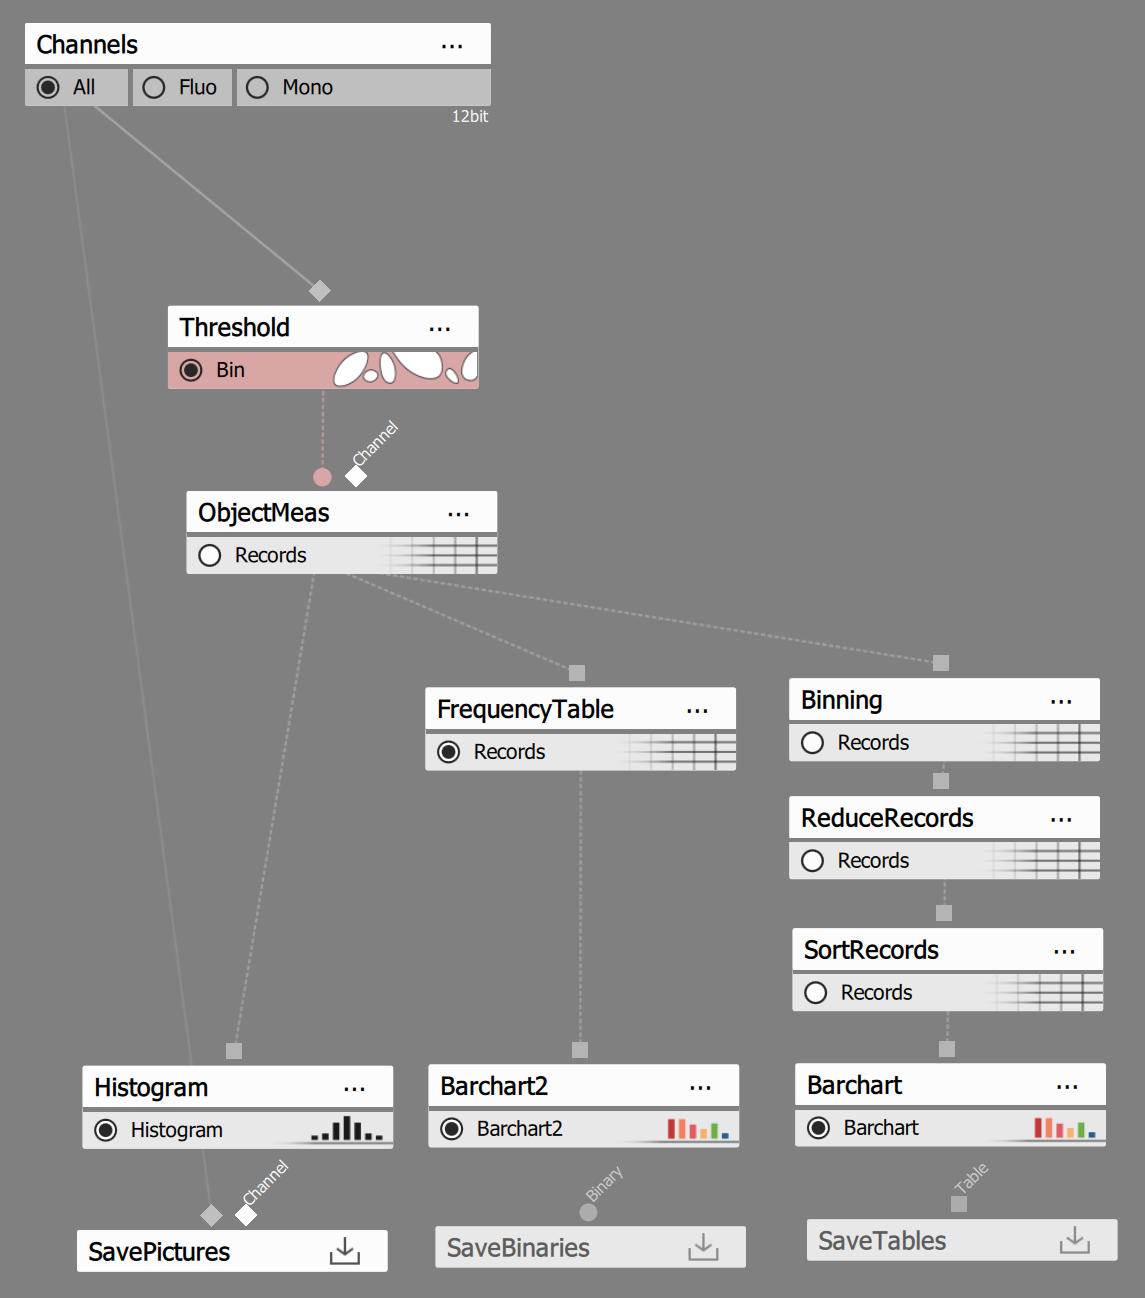 Channels ...
All Fluo Mono
12bit
Threshold ...
Bin
Channel
ObjectMeas ...
Records
FrequencyTable ...
Records
Binning ...
Records
ReduceRecords ...
Records
SortRecords ...
Records
Histogram ...
Histogram
Barchart2 ...
Barchart2
Barchart ...
Barchart
Channel
Binary
Table
SavePictures
SaveBinaries
SaveTables